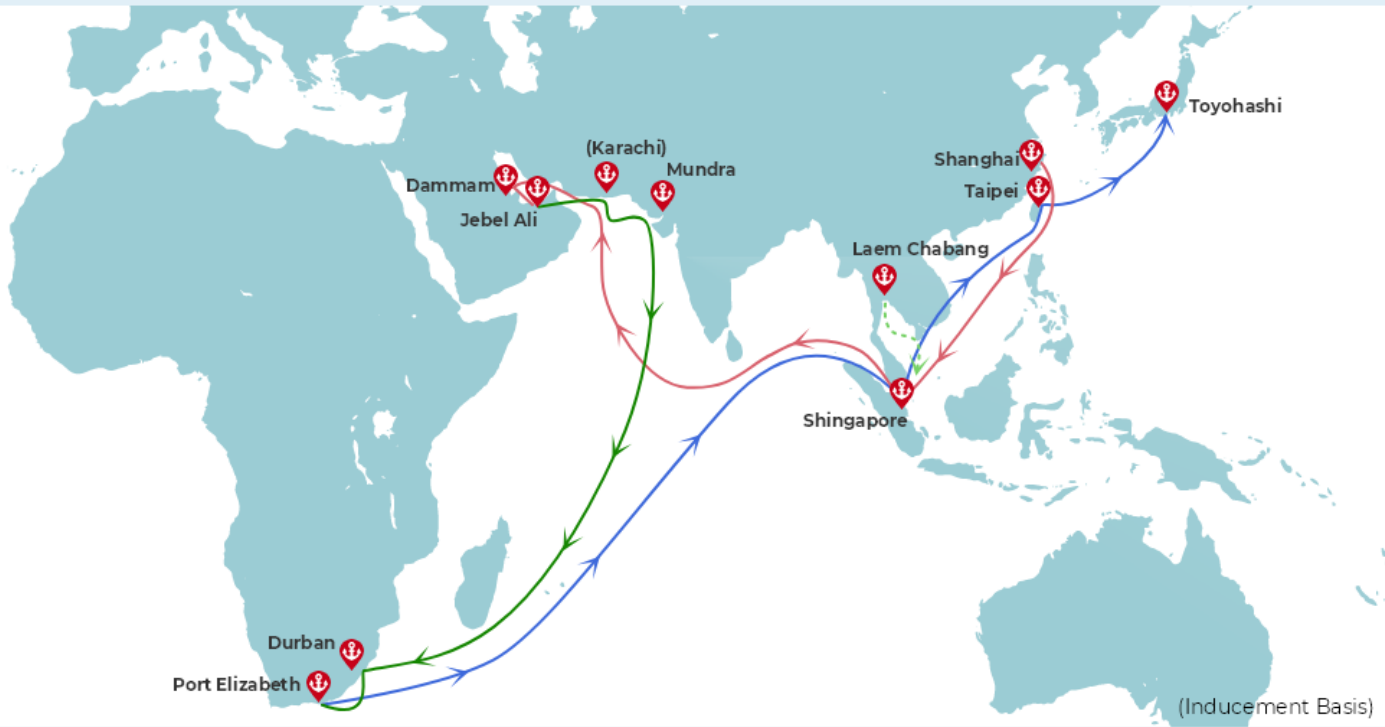 Toyohashi
(Karachi)
Shanghai
Mundra
Dammam
Taipei
Jebel Ali
Laem Chabang
Shingapore
Durban
Port Elizabeth
(Inducement Basis)